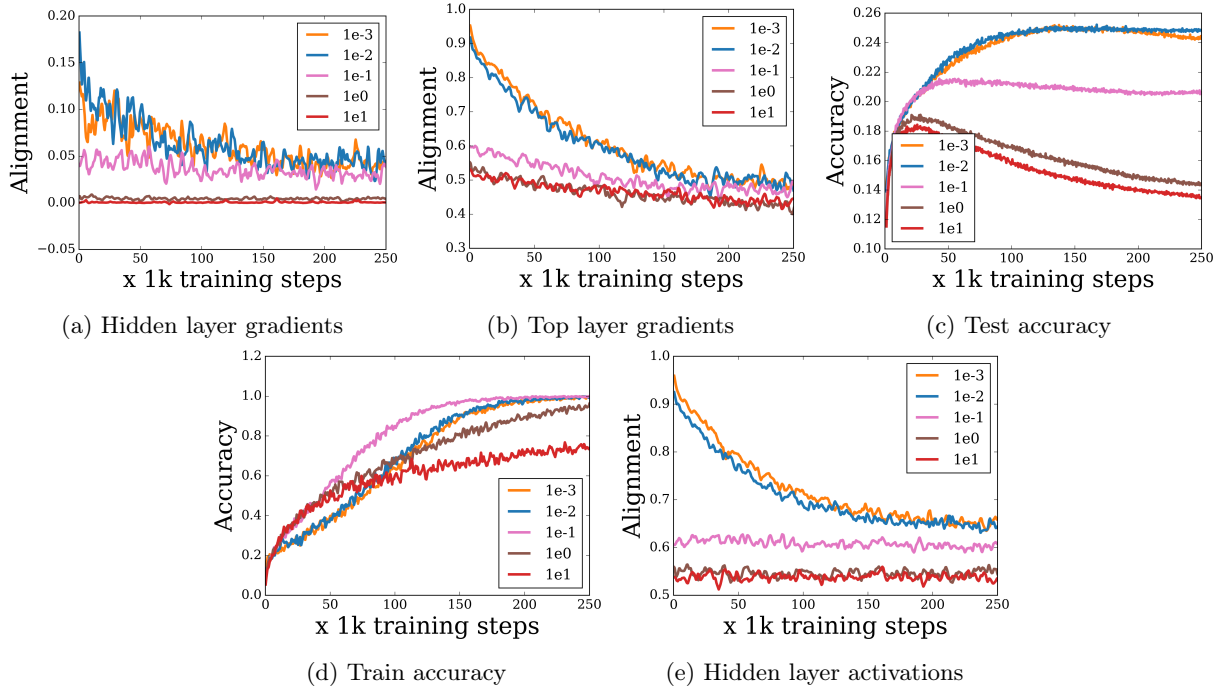 0.20
0.15
0.10
0.05
0.00
−0.05
Alignment
0 50 100 150 200 250
x 1k training steps
1e-3
1e-2
1e-1
1e0
1e1
(a) Hidden layer gradients
1.0
0.9
0.8
0.7
0.6
0.5
0.4
0.3
Alignment
0 50 100 150 200 250
x 1k training steps
1e-3
1e-2
1e-1
1e0
1e1
(b) Top layer gradients
0.26
0.24
0.22
0.20
0.18
0.16
0.14
0.12
0.10
Accuracy
0 50 100 150 200 250
x 1k training steps
1e-3
1e-2
1e-1
1e0
1e1
(c) Test accuracy
1.2
1.0
0.8
0.6
0.4
0.2
0.0
Accuracy
0 50 100 150 200 250
x 1k training steps
1e-3
1e-2
1e-1
1e0
1e1
(d) Train accuracy
1.0
0.9
0.8
0.7
0.6
0.5
Alignment
0 50 100 150 200 250
x 1k training steps
1e-3
1e-2
1e-1
1e0
1e1
(e) Hidden layer activations